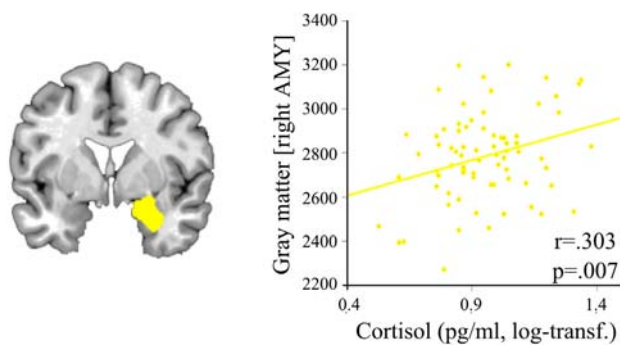 3400
3200
3000
2800
2600
2400
2200
Gray matter [right AMY]
r=.303
p=.007
0.4
0.9
1.4
Cortisol (pg/ml, log-transf.)